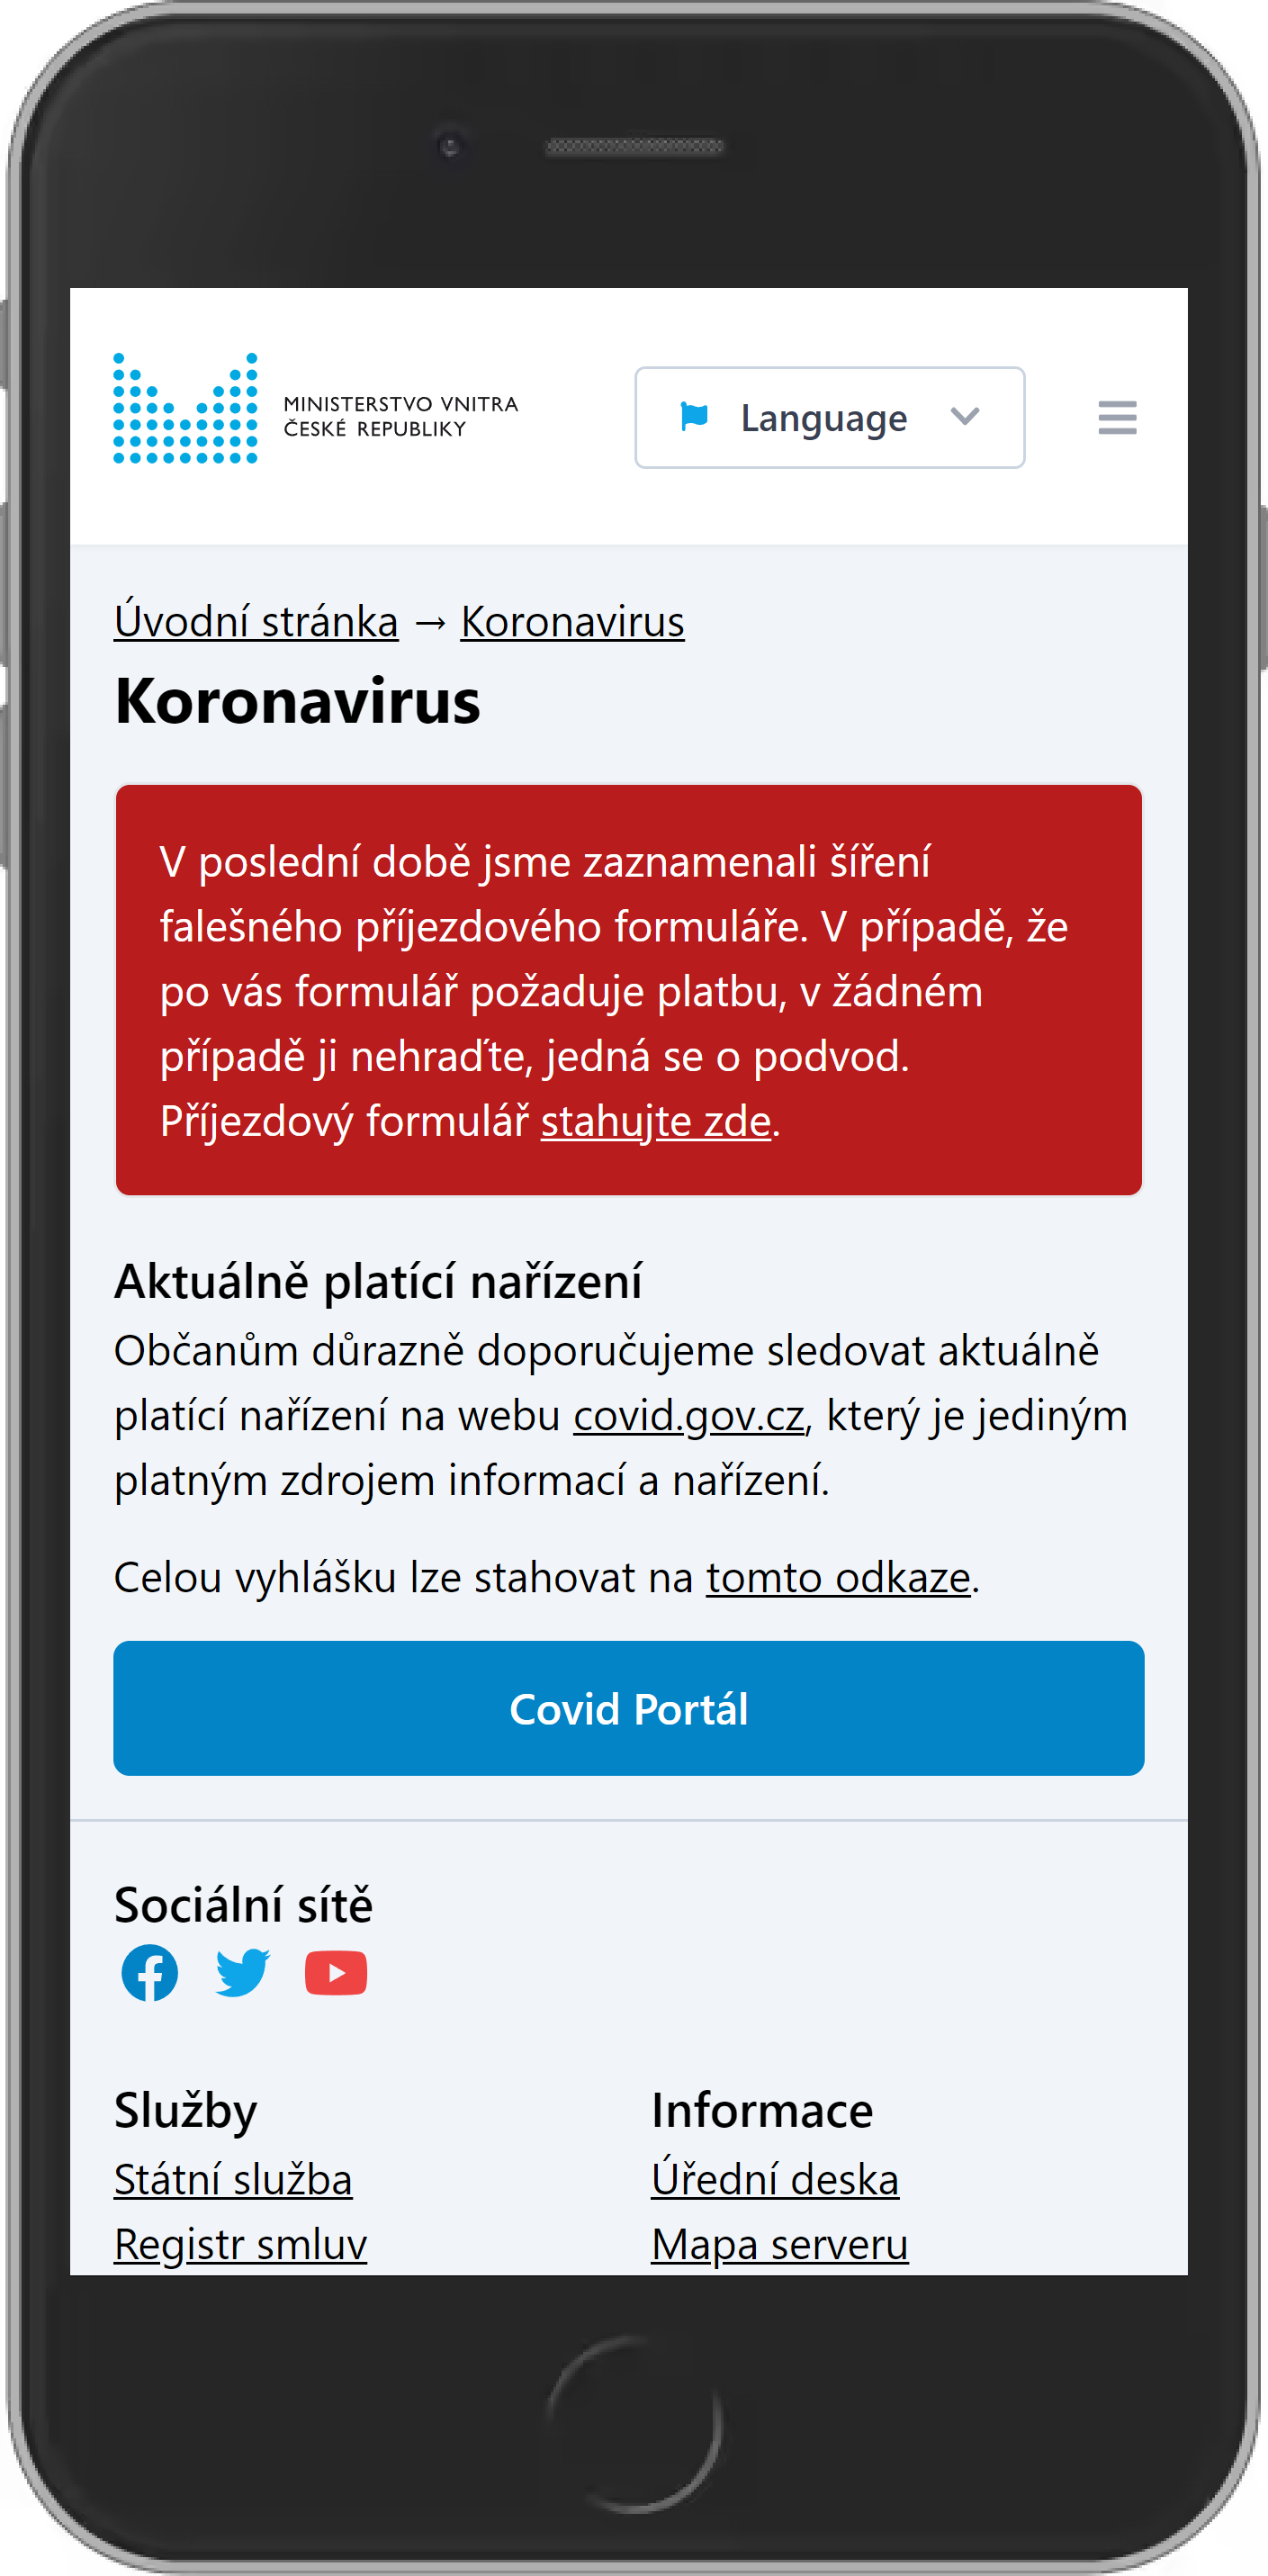 MINISTERSTVO VNITRA
ČESKÉ REPUBLIKY
Language
Úvodní stránka → Koronavirus
Koronavirus
V poslední době jsme zaznamenali šíření
falešného příjezdového formuláře. V případě, že
po vás formulář požaduje platbu, v žádném
případě ji nehraďte, jedná se o podvod.
Příjezdový formulář stahujte zde.
Aktuálně platící nařízení
Občanům důrazně doporučujeme sledovat aktuálně
platící nařízení na webu covid.gov.cz, který je jediným
platným zdrojem informací a nařízení.
Celou vyhlášku lze stahovat na tomto odkaze.
Covid Portál
Sociální sítě
Služby
Státní služba
Registr smluv
Informace
Úřední deska
Mapa serveru